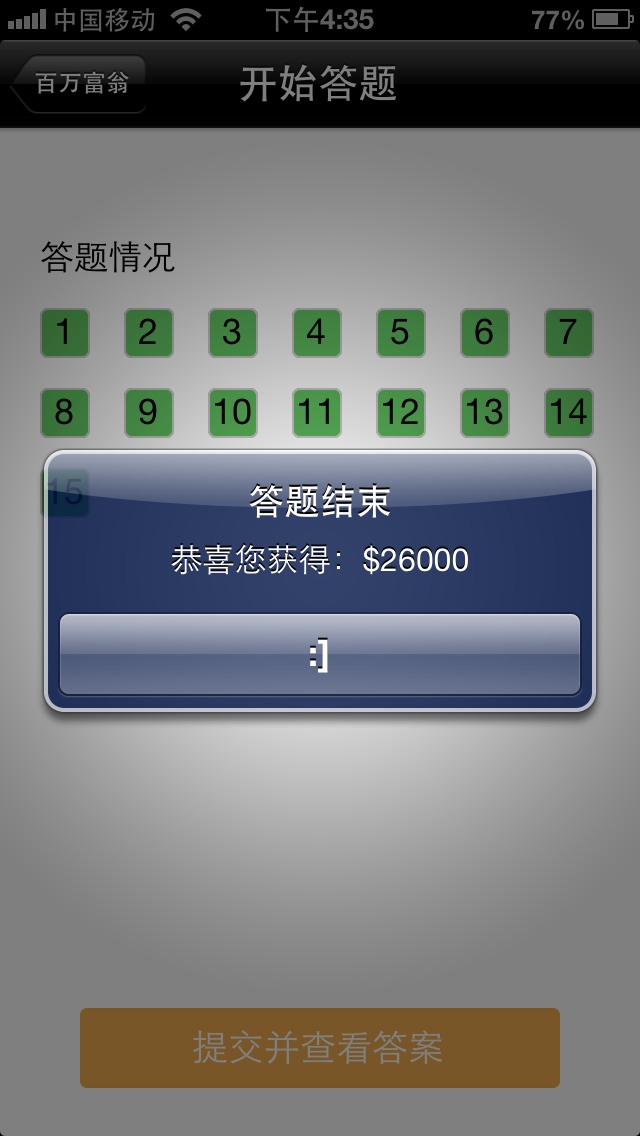 中国移动 下午4:35 77%
百万富翁 开始答题
答题情况
1 2 3 4 5 6 7
8 9 10 11 12 13 14
15
答题结束
恭喜您获得：$26000
:]
提交并查看答案